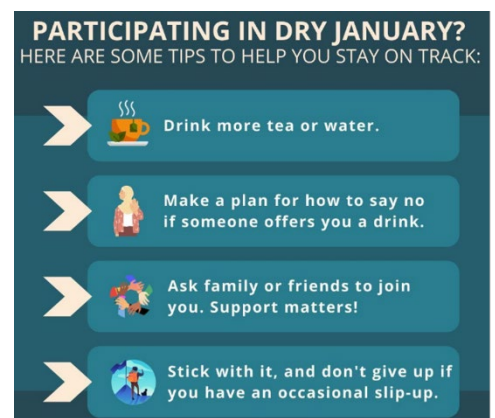 PARTICIPATING IN DRY JANUARY?
HERE ARE SOME TIPS TO HELP YOU STAY ON TRACK:
Drink more tea or water.
Make a plan for how to say no
if someone offers you a drink.
Ask family or friends to join
you. Support matters!
Stick with it, and don't give up if
you have an occasional slip-up.